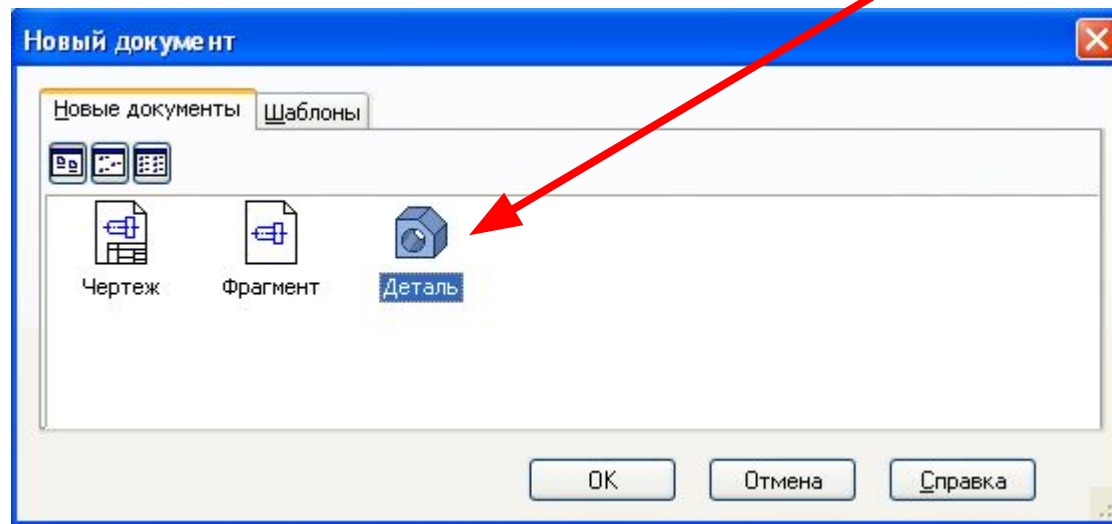 Новый документ
Новые документы Шаблоны
Чертеж Фрагмент Деталь
OK Отмена Справка